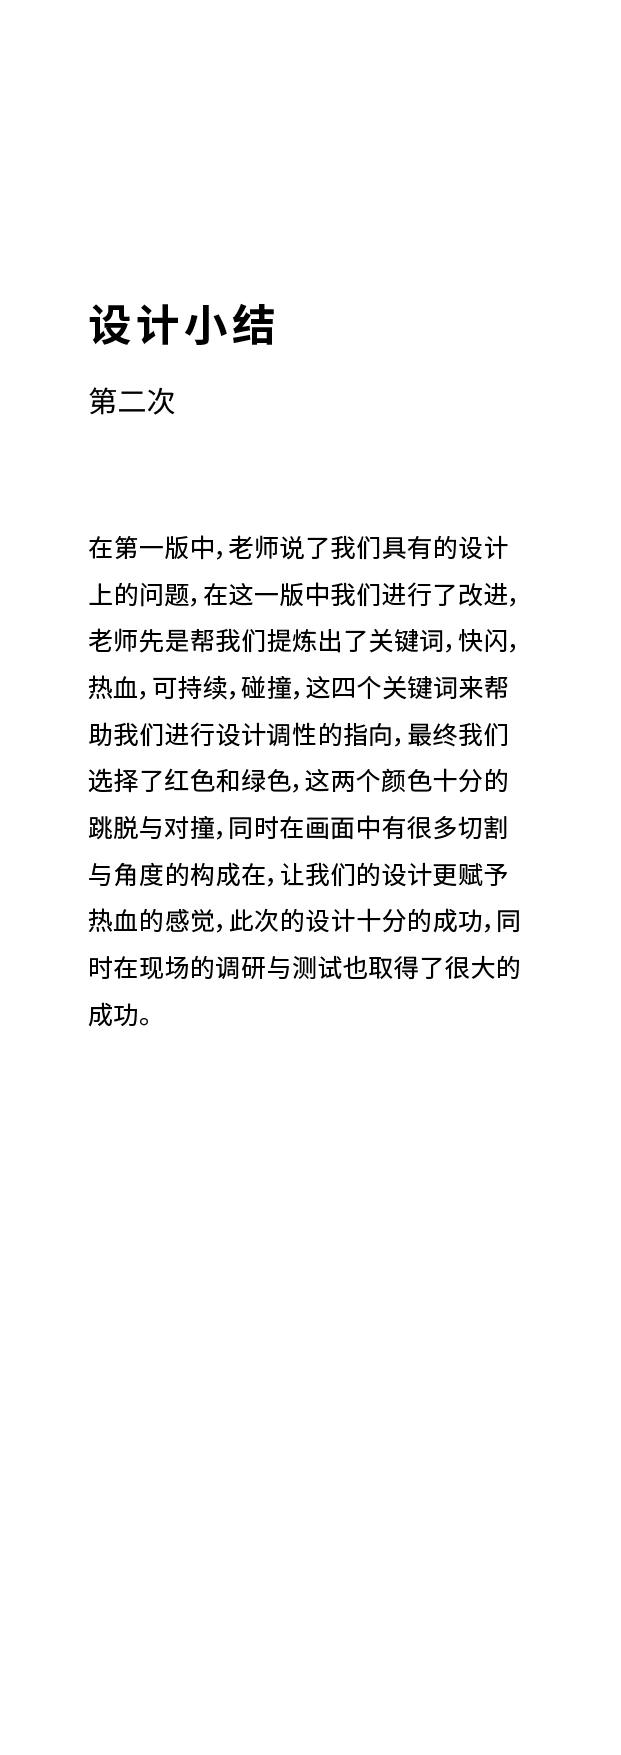 设计小结
第二次
在第一版中，老师说了我们具有的设计
上的问题，在这一版中我们进行了改进，
老师先是帮我们提炼出了关键词，快闪，
热血，可持续，碰撞，这四个关键词来帮
助我们进行设计调性的指向，最终我们
选择了红色和绿色，这两个颜色十分的
跳脱与对撞，同时在画面中有很多切割
与角度的构成在，让我们的设计更赋予
热血的感觉，此次的设计十分的成功，同
时在现场的调研与测试也取得了很大的
成功。